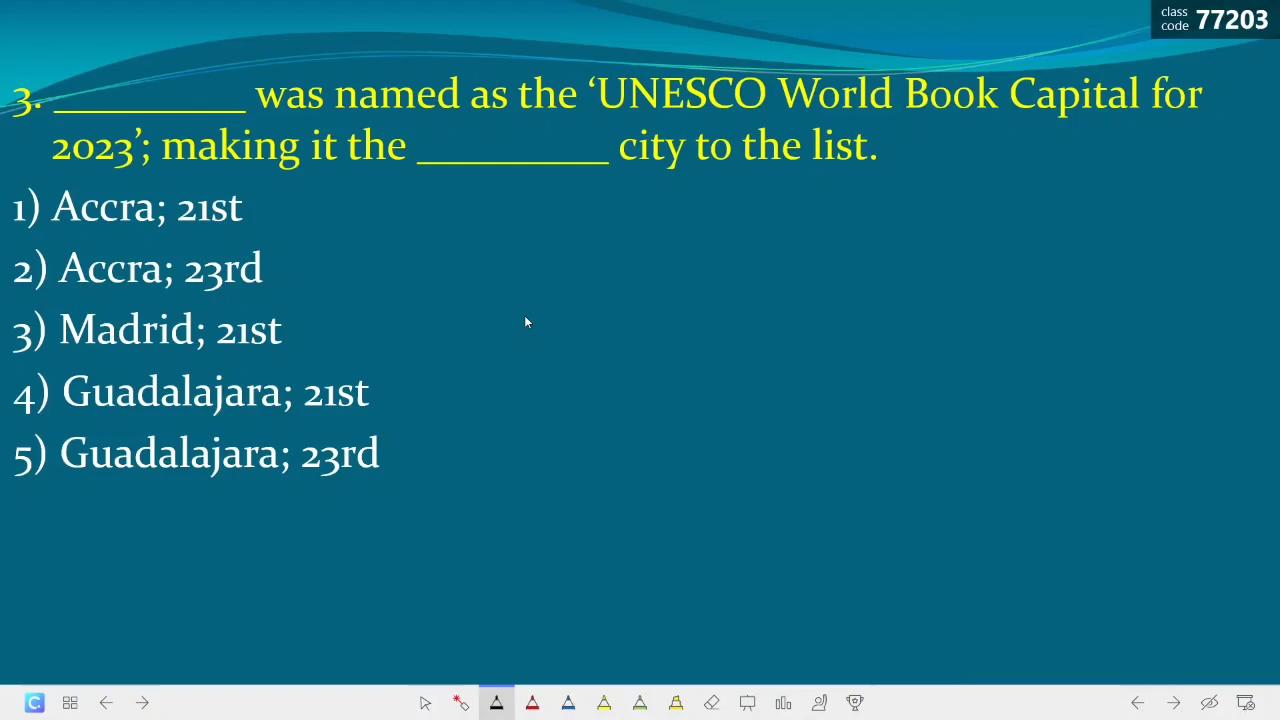 class
code 77203
3. __________ was named as the ‘UNESCO World Book Capital for
2023’; making it the __________ city to the list.
1) Accra; 21st
2) Accra; 23rd
3) Madrid; 21st
4) Guadalajara; 21st
5) Guadalajara; 23rd